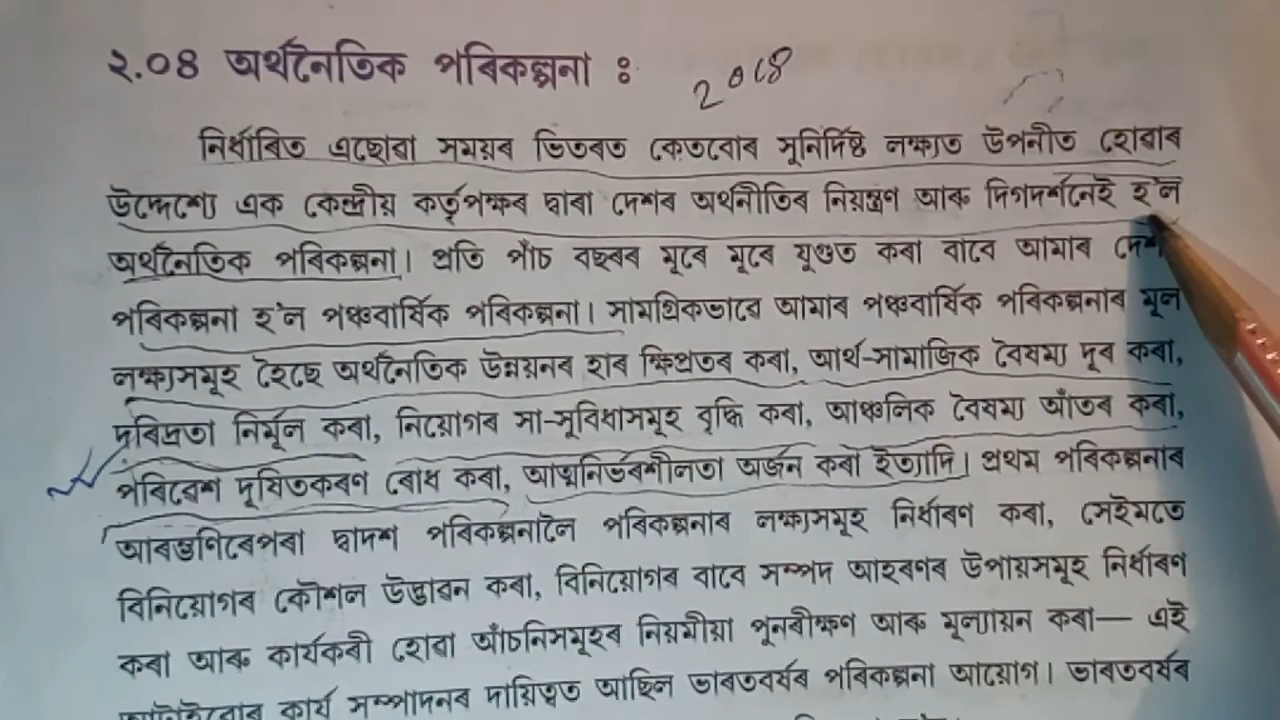 ২.০৪ অৰ্থনৈতিক পৰিকল্পনা :
2018
নিৰ্ধাৰিত এছোৱা সময়ৰ ভিতৰত কেতবোৰ সুনিৰ্দিষ্ট লক্ষ্যত উপনীত হোৱাৰ
উদ্দেশ্যে এক কেন্দ্ৰীয় কৰ্তৃপক্ষৰ দ্বাৰা দেশৰ অৰ্থনীতিৰ নিয়ন্ত্ৰণ আৰু দিগদৰ্শনেই হ'ল
অৰ্থনৈতিক পৰিকল্পনা। প্ৰতি পাঁচ বছৰৰ মূৰে মূৰে যুগুত কৰা বাবে আমাৰ
পৰিকল্পনা হ'ল পঞ্চবাৰ্ষিক পৰিকল্পনা। সামগ্ৰিকভাৱে আমাৰ পঞ্চবাৰ্ষিক পৰিকল্পনাৰ মূল
লক্ষ্যসমূহ হৈছে অৰ্থনৈতিক উন্নয়নৰ হাৰ ক্ষিপ্ৰতৰ কৰা, আৰ্থ-সামাজিক বৈষম্য দূৰ কৰা,
দৰিদ্ৰতা নিৰ্মূল কৰা, নিয়োগৰ সা-সুবিধাসমূহ বৃদ্ধি কৰা, আঞ্চলিক বৈষম্য আঁতৰ কৰা,
পৰিৱেশ দূষিতকৰণ ৰোধ কৰা, আত্মনিৰ্ভৰশীলতা অৰ্জন কৰা ইত্যাদি। প্ৰথম পৰিকল্পনাৰ
আৰম্ভণিৰেপৰা দ্বাদশ পৰিকল্পনালৈ পৰিকল্পনাৰ লক্ষ্যসমূহ নিৰ্ধাৰণ কৰা, সেইমতে
বিনিয়োগৰ কৌশল উদ্ভাৱন কৰা, বিনিয়োগৰ বাবে সম্পদ আহৰণৰ উপায়সমূহ নিৰ্ধাৰণ
কৰা আৰু কাৰ্যকৰী হোৱা আঁচনিসমূহৰ নিয়মীয়া পুনৰীক্ষণ আৰু মূল্যায়ন কৰা— এই
কাৰ্য সম্পাদনৰ দায়িত্বত আছিল ভাৰতবৰ্ষৰ পৰিকল্পনা আয়োগ। ভাৰতবৰ্ষৰ